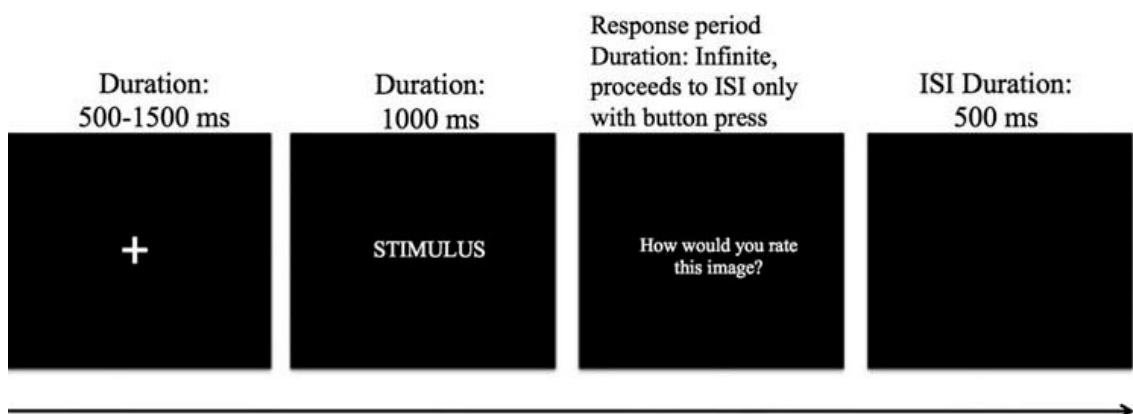 Duration:
500-1500 ms
Duration:
1000 ms
Response period
Duration: Infinite,
proceeds to ISI only
with button press
ISI Duration:
500 ms
+
STIMULUS
How would you rate
this image?